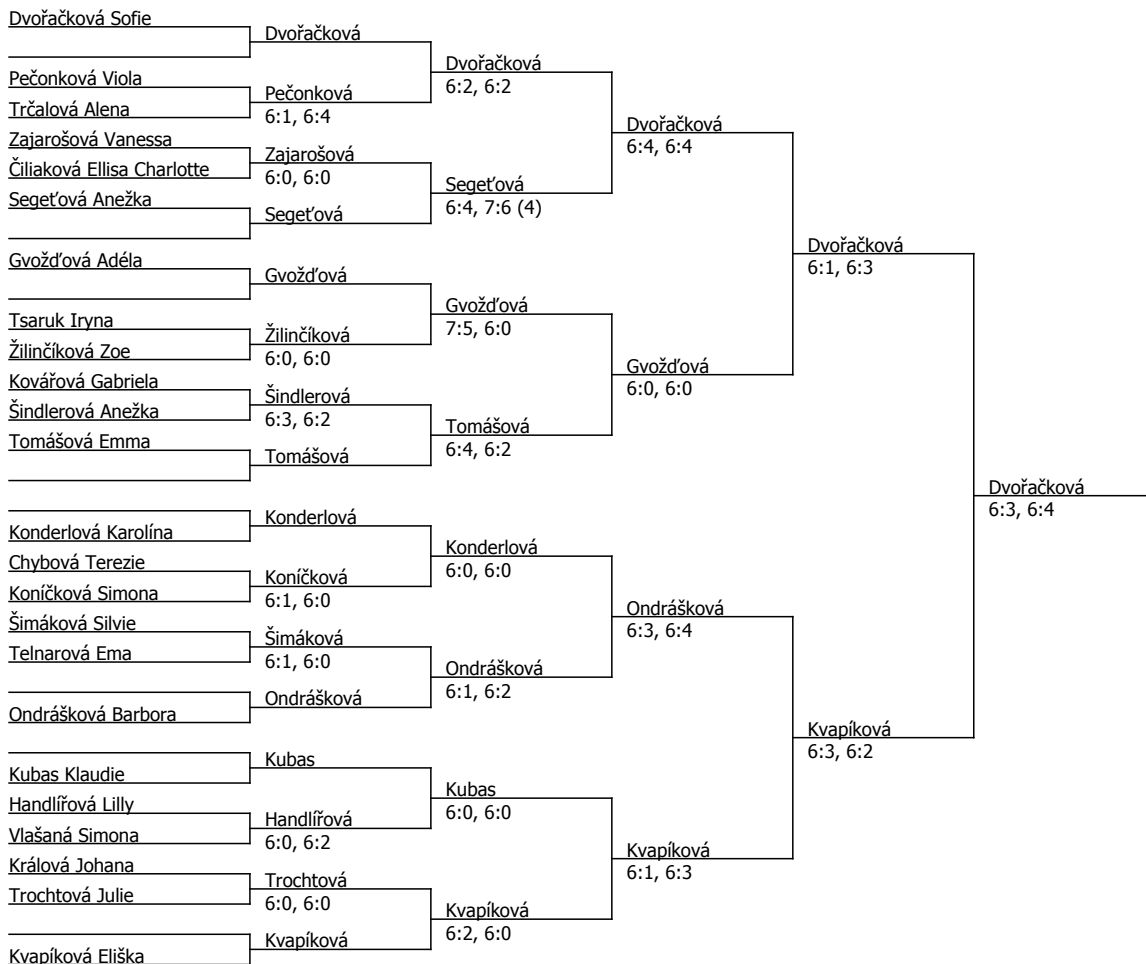 Dvořačková Sofie
Dvořačková
Dvořačková
6:2, 6:2
Pečonková Viola
Pečonková
6:1, 6:4
Trčalová Alena
Dvořačková
6:4, 6:4
Zajarošová Vanessa
Zajarošová
6:0, 6:0
Čiliaková Ellisa Charlotte
Segeťová
6:4, 7:6 (4)
Segeťová Anežka
Segeťová
Dvořačková
6:1, 6:3
Gvožďová Adéla
Gvožďová
Gvožďová
7:5, 6:0
Tsaruk Iryna
Žilinčíková
6:0, 6:0
Žilinčíková Zoe
Gvožďová
6:0, 6:0
Kovářová Gabriela
Šindlerová
6:3, 6:2
Šindlerová Anežka
Tomášová
6:4, 6:2
Tomášová Emma
Tomášová
Dvořačková
6:3, 6:4
Konderlová
Konderlová Karolína
Konderlová
6:0, 6:0
Chybová Terezie
Koníčková
6:1, 6:0
Koníčková Simona
Ondrášková
6:3, 6:4
Šimáková Silvie
Šimáková
6:1, 6:0
Telnarová Ema
Ondrášková
6:1, 6:2
Ondrášková
Ondrášková Barbora
Kvapíková
6:3, 6:2
Kubas
Kubas Klaudie
Kubas
6:0, 6:0
Handlířová Lilly
Handlířová
6:0, 6:2
Vlašaná Simona
Kvapíková
6:1, 6:3
Králová Johana
Trochtová
6:0, 6:0
Trochtová Julie
Kvapíková
6:2, 6:0
Kvapíková
Kvapíková Eliška